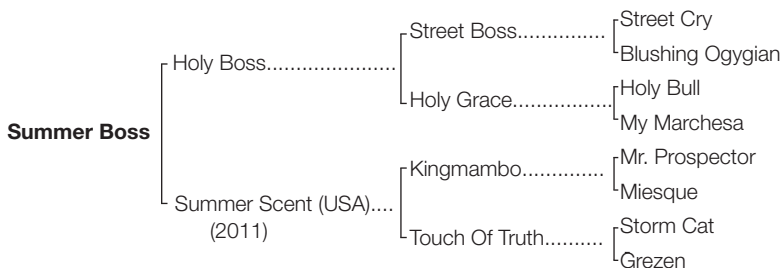 Street Cry
Street Boss...............
Blushing Ogygian
Holy Boss......................
Holy Bull
Holy Grace.................
My Marchesa
Summer Boss
Mr. Prospector
Kingmambo..............
Miesque
Summer Scent (USA)....
(2011)
Storm Cat
Touch Of Truth..........
Grezen